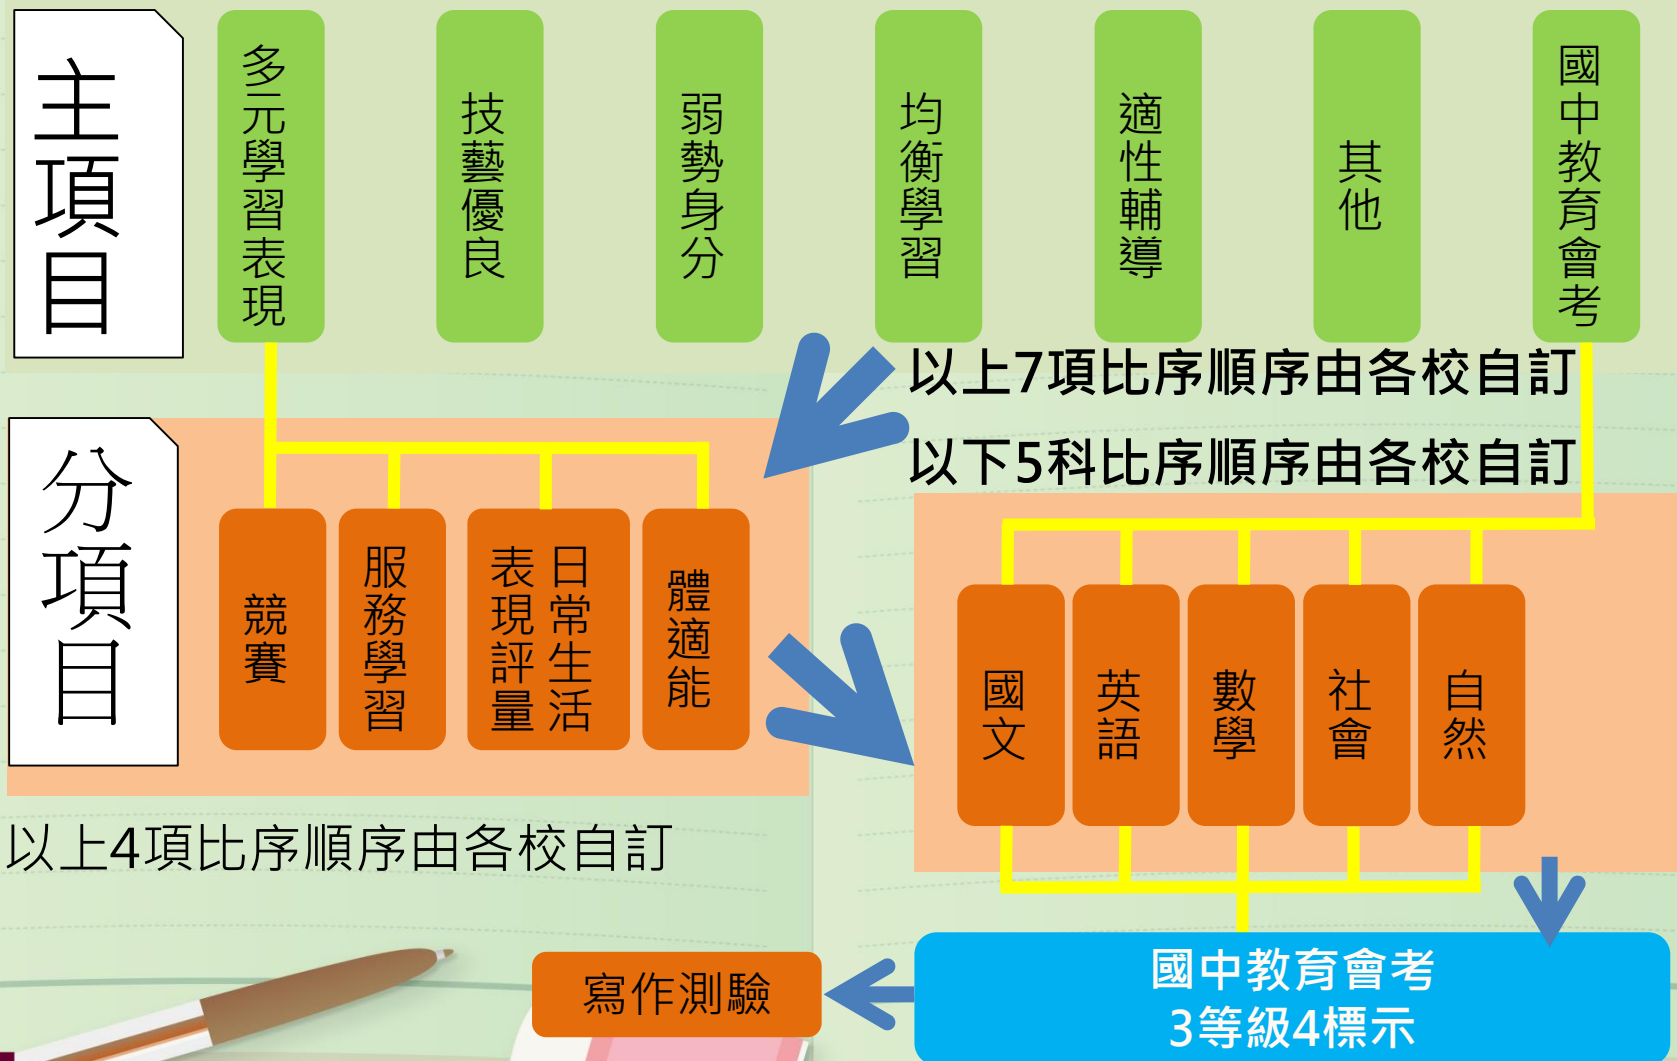 主項目
多元學習表現
技藝優良
弱勢身分
均衡學習
適性輔導
其他
國中教育會考
以上7項比序順序由各校自訂
以下5科比序順序由各校自訂
分項目
競賽
服務學習
日常生活
表現評量
體適能
國文
英語
數學
社會
自然
以上4項比序順序由各校自訂
寫作測驗
國中教育會考
3等級4標示